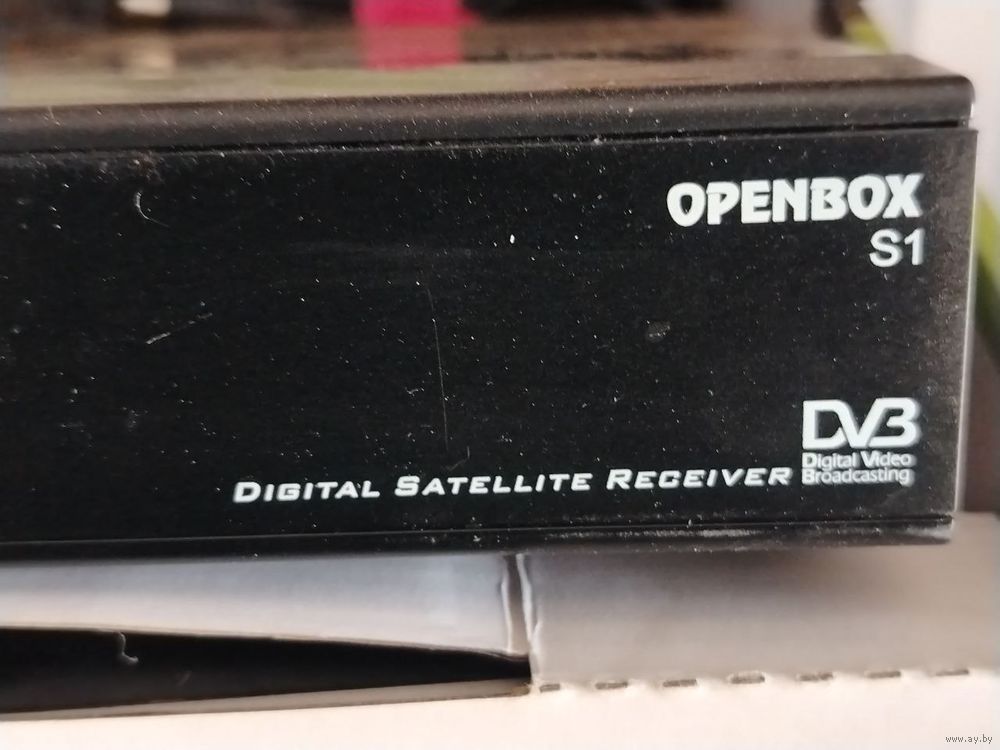 OPENBOX
S1
DVB
Digital Video
Broadcasting
DIGITAL SATELLITE RECEIVER
www.ay.by